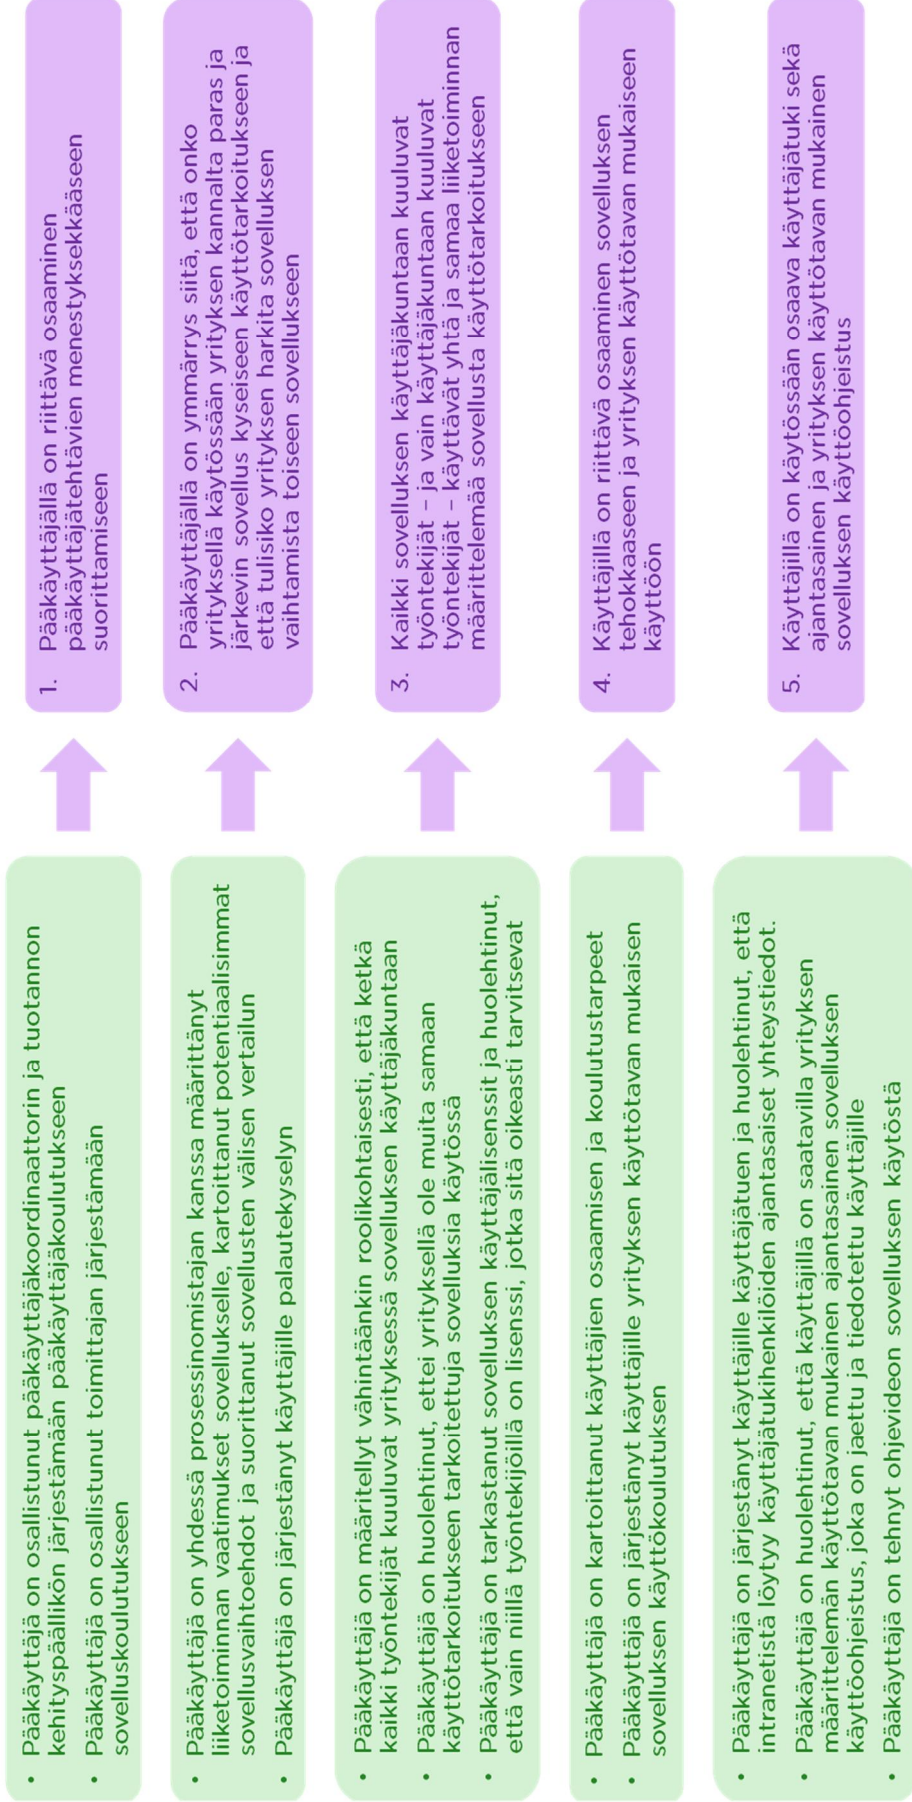 • Pääkäyttäjä on osallistunut pääkäyttäjäkoordinaattorin ja tuotannon
kehityspäällikön järjestämään pääkäyttäjäkoulutukseen
• Pääkäyttäjä on osallistunut toimittajan järjestämään
sovelluskoulutukseen
1. Pääkäyttäjällä on riittävä osaaminen
pääkäyttäjätehtävien menestyksekkääseen
suorittamiseen
• Pääkäyttäjä on yhdessä prosessinomistajan kanssa määrittänyt
liiketoiminnan vaatimukset sovellukselle, kartoittanut potentiaalisimmat
sovellusvaihtoehdot ja suorittanut sovellusten välisen vertailun
• Pääkäyttäjä on järjestänyt käyttäjille palautekyselyn
2. Pääkäyttäjällä on ymmärrys siitä, että onko
yrityksellä käytössään yrityksen kannalta paras ja
järkevin sovellus kyseiseen käyttötarkoitukseen ja
että tulisiko yrityksen harkita sovelluksen
vaihtamista toiseen sovellukseen
• Pääkäyttäjä on määritellyt vähintäänkin roolikohtaisesti, että ketkä
kaikki työntekijät kuuluvat yrityksessä sovelluksen käyttäjäkuntaan
• Pääkäyttäjä on huolehtinut, ettei yrityksellä ole muita samaan
käyttötarkoitukseen tarkoitettuja sovelluksia käytössä
• Pääkäyttäjä on tarkastanut sovelluksen käyttäjälisenssit ja huolehtinut,
että vain niillä työntekijöillä on lisenssi, jotka sitä oikeasti tarvitsevat
3. Kaikki sovelluksen käyttäjäkuntaan kuuluvat
työntekijät – ja vain käyttäjäkuntaan kuuluvat
työntekijät – käyttävät yhtä ja samaa liiketoiminnan
määrittelemää sovellusta käyttötarkoitukseen
• Pääkäyttäjä on kartoittanut käyttäjien osaamisen ja koulutustarpeet
• Pääkäyttäjä on järjestänyt käyttäjille yrityksen käyttötavan mukaisen
sovelluksen käyttökoulutuksen
4. Käyttäjillä on riittävä osaaminen sovelluksen
tehokkaaseen ja yrityksen käyttötavan mukaiseen
käyttöön
• Pääkäyttäjä on järjestänyt käyttäjille käyttäjätuen ja huolehtinut, että
intranetistä löytyy käyttäjätukihenkilöiden ajantasaiset yhteystiedot.
• Pääkäyttäjä on huolehtinut, että käyttäjillä on saatavilla yrityksen
määrittelemän käyttötavan mukainen ajantasainen sovelluksen
käyttöohjeistus, joka on jaettu ja tiedotettu käyttäjille
• Pääkäyttäjä on tehnyt ohjevideon sovelluksen käytöstä
5. Käyttäjillä on käytössään osaava käyttäjätuki sekä
ajantasainen ja yrityksen käyttötavan mukainen
sovelluksen käyttöohjeistus